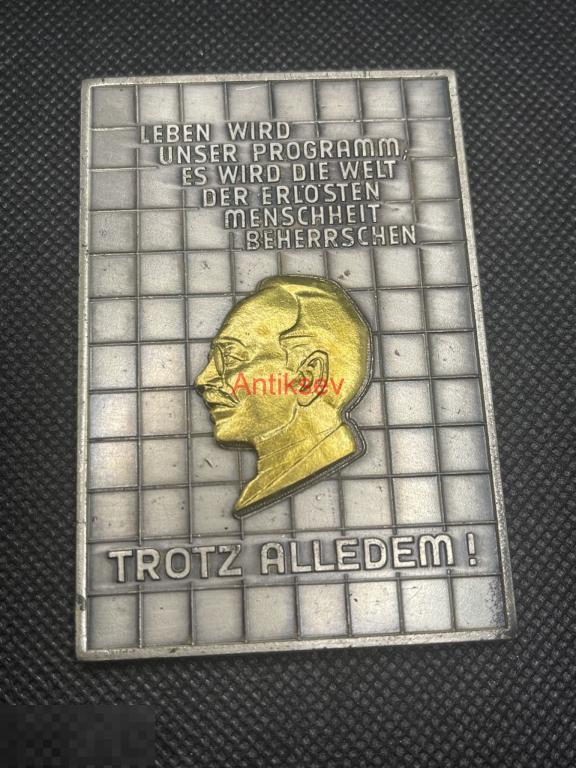 LEBEN WIRD
UNSER PROGRAMM,
ES WIRD DIE WELT
DER ERLÖSTEN
MENSCHHEIT
BEHERRSCHEN
Antiksev
TROTZ ALLEDEM!